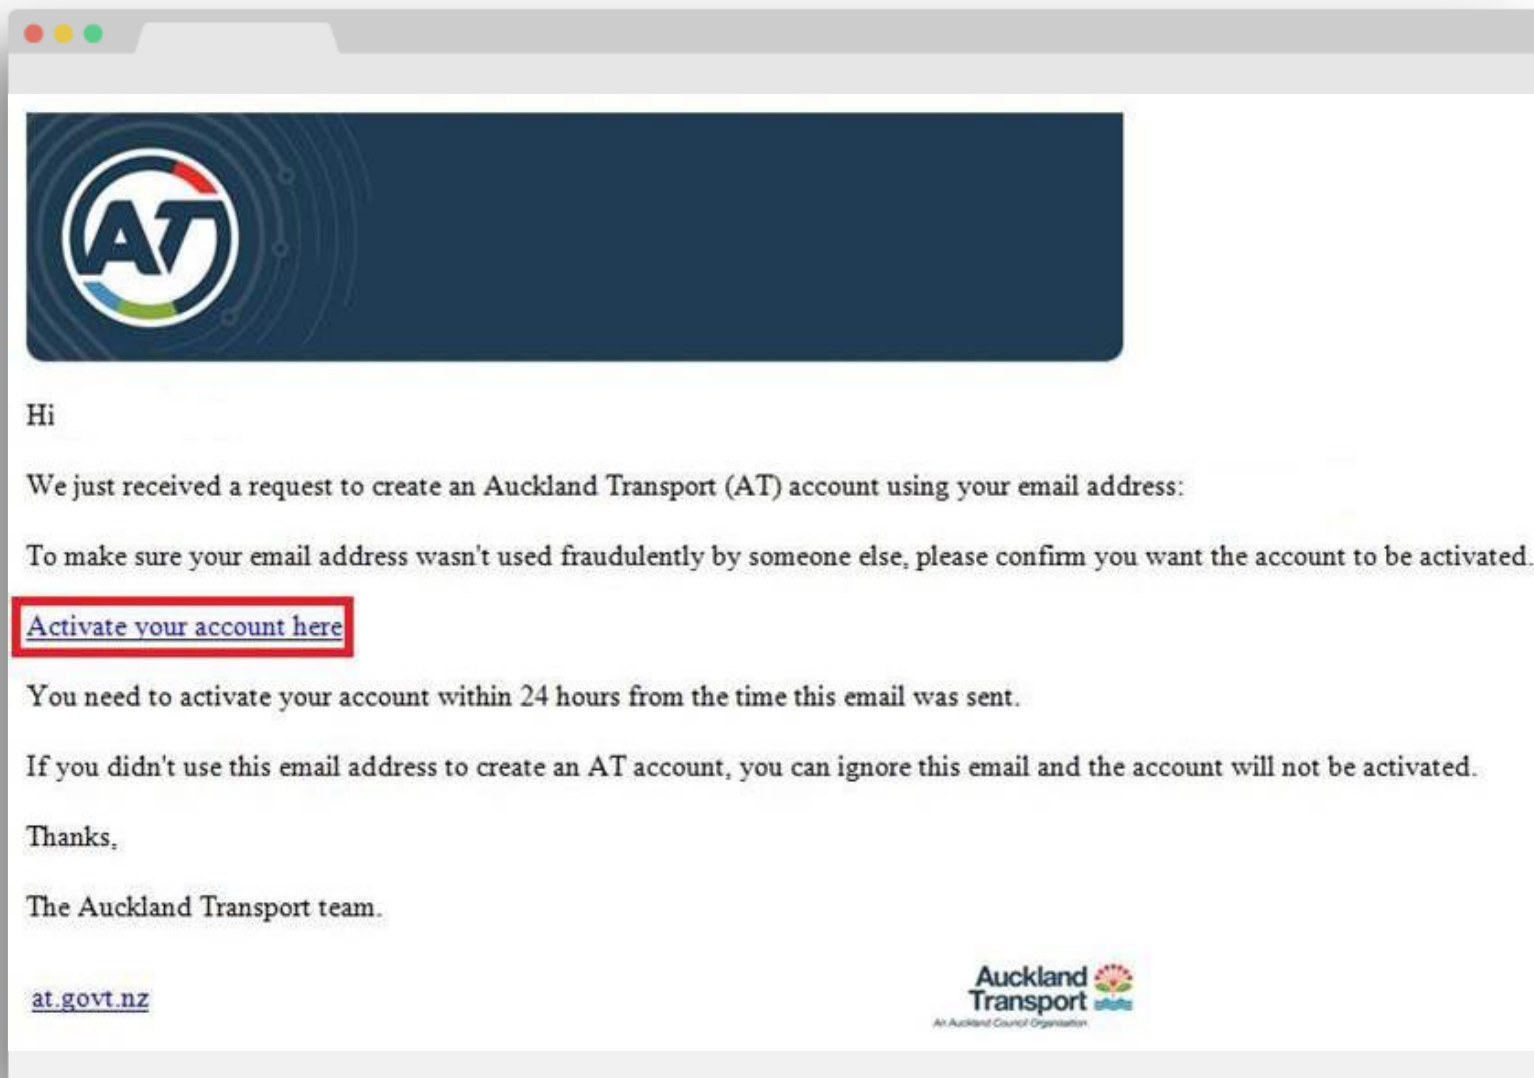 AT
Hi
We just received a request to create an Auckland Transport (AT) account using your email address:
To make sure your email address wasn't used fraudulently by someone else, please confirm you want the account to be activated.
Activate your account here
You need to activate your account within 24 hours from the time this email was sent.
If you didn't use this email address to create an AT account, you can ignore this email and the account will not be activated.
Thanks,
The Auckland Transport team.
at.govt.nz
Auckland
Transport
An Auckland Council Organisation